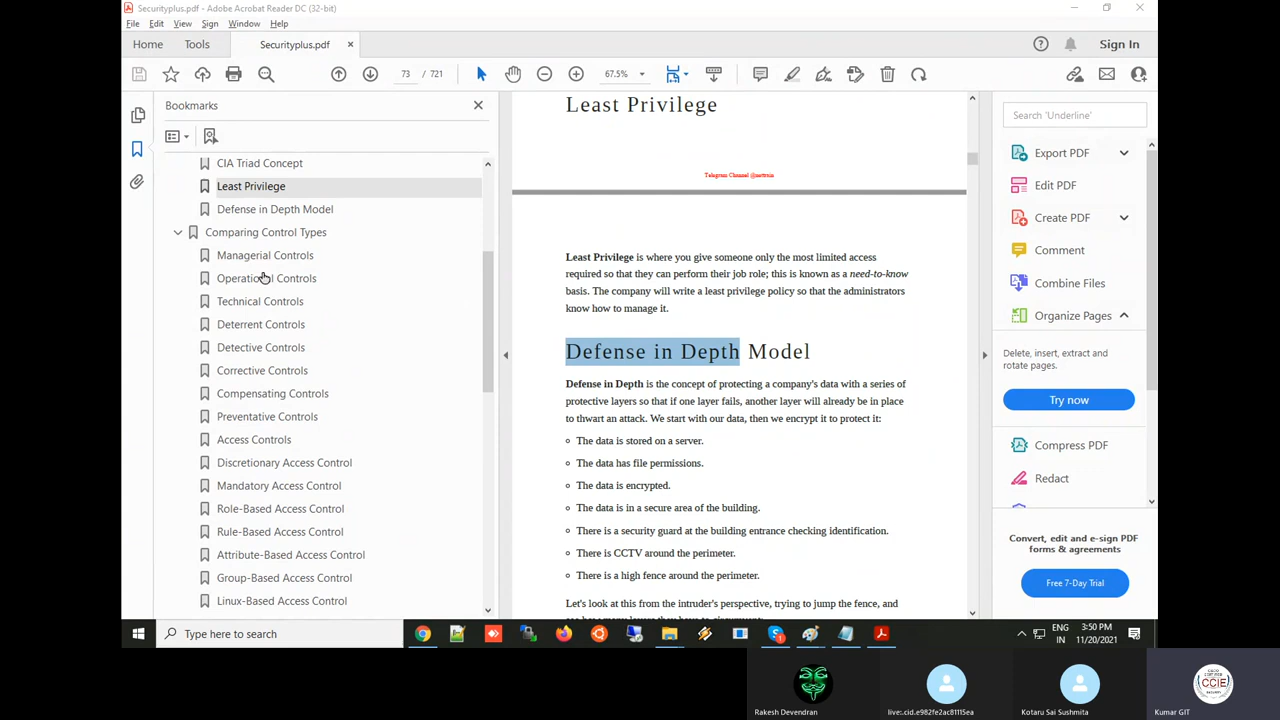 Securityplus.pdf - Adobe Acrobat Reader DC (32-bit)
File Edit View Sign Window Help
Home Tools Securityplus.pdf × Sign In
73 / 721 67.5%
Bookmarks
CIA Triad Concept
Least Privilege
Defense in Depth Model
Comparing Control Types
Managerial Controls
Operational Controls
Technical Controls
Deterrent Controls
Detective Controls
Corrective Controls
Compensating Controls
Preventative Controls
Access Controls
Discretionary Access Control
Mandatory Access Control
Role-Based Access Control
Rule-Based Access Control
Attribute-Based Access Control
Group-Based Access Control
Linux-Based Access Control
Least Privilege
Telegram Channel @nettrain
Least Privilege is where you give someone only the most limited access
required so that they can perform their job role; this is known as a need-to-know
basis. The company will write a least privilege policy so that the administrators
know how to manage it.
Defense in Depth Model
Defense in Depth is the concept of protecting a company's data with a series of
protective layers so that if one layer fails, another layer will already be in place
to thwart an attack. We start with our data, then we encrypt it to protect it:
The data is stored on a server.
The data has file permissions.
The data is encrypted.
The data is in a secure area of the building.
There is a security guard at the building entrance checking identification.
There is CCTV around the perimeter.
There is a high fence around the perimeter.
Let's look at this from the intruder's perspective, trying to jump the fence, and
Search 'Underline'
Export PDF
Edit PDF
Create PDF
Comment
Combine Files
Organize Pages
Delete, insert, extract and
rotate pages.
Try now
Compress PDF
Redact
Convert, edit and e-sign PDF
forms & agreements
Free 7-Day Trial
Type here to search
ENG
IN
3:50 PM
11/20/2021
Rakesh Devendran
live:.cid.e982fe2ac81115ea
Kotaru Sai Sushmita
Kumar GIT
CCIE